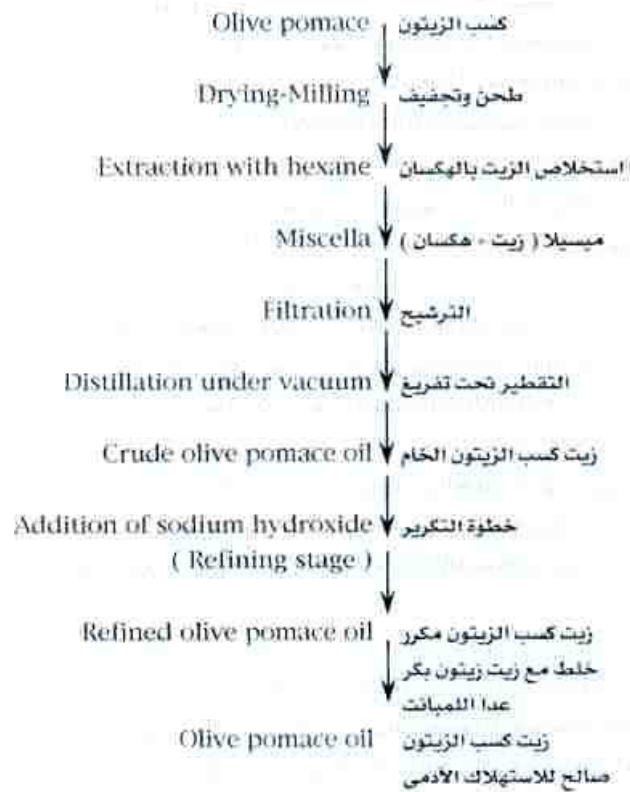 Olive pomace كسب الزيتون
Drying-Milling طحن وتجفيف
Extraction with hexane استخلاص الزيت بالهكسان
Miscella ميسيلا ( زيت - هكسان )
Filtration الترشيح
Distillation under vacuum التقطير تحت تفريغ
Crude olive pomace oil زيت كسب الزيتون الخام
Addition of sodium hydroxide خطوة التكرير
( Refining stage )
Refined olive pomace oil زيت كسب الزيتون مكرر
خلط مع زيت زيتون بكر
عدا اللمبانت
Olive pomace oil زيت كسب الزيتون
صالح للاستهلاك الآدمى